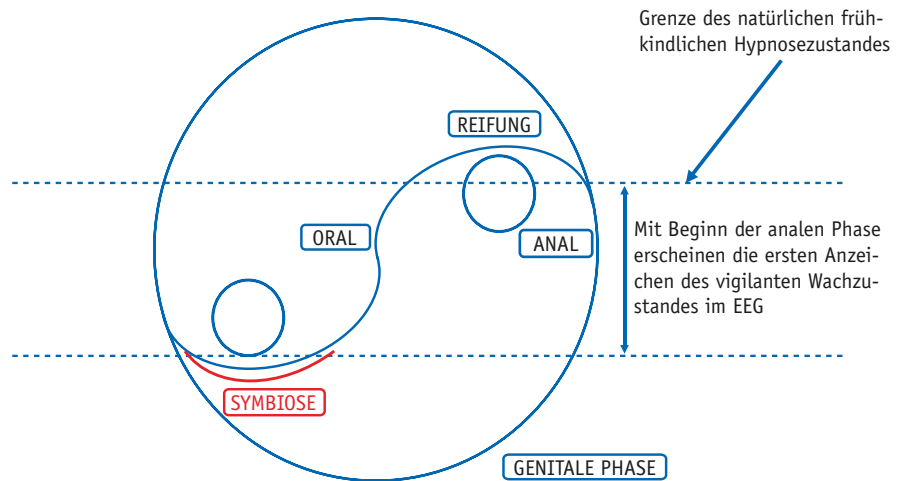 Grenze des natürlichen früh-
kindlichen Hypnosezustandes
REIFUNG
ORAL
ANAL
Mit Beginn der analen Phase
erscheinen die ersten Anzei-
chen des vigilanten Wachzu-
standes im EEG
SYMBIOSE
GENITALE PHASE